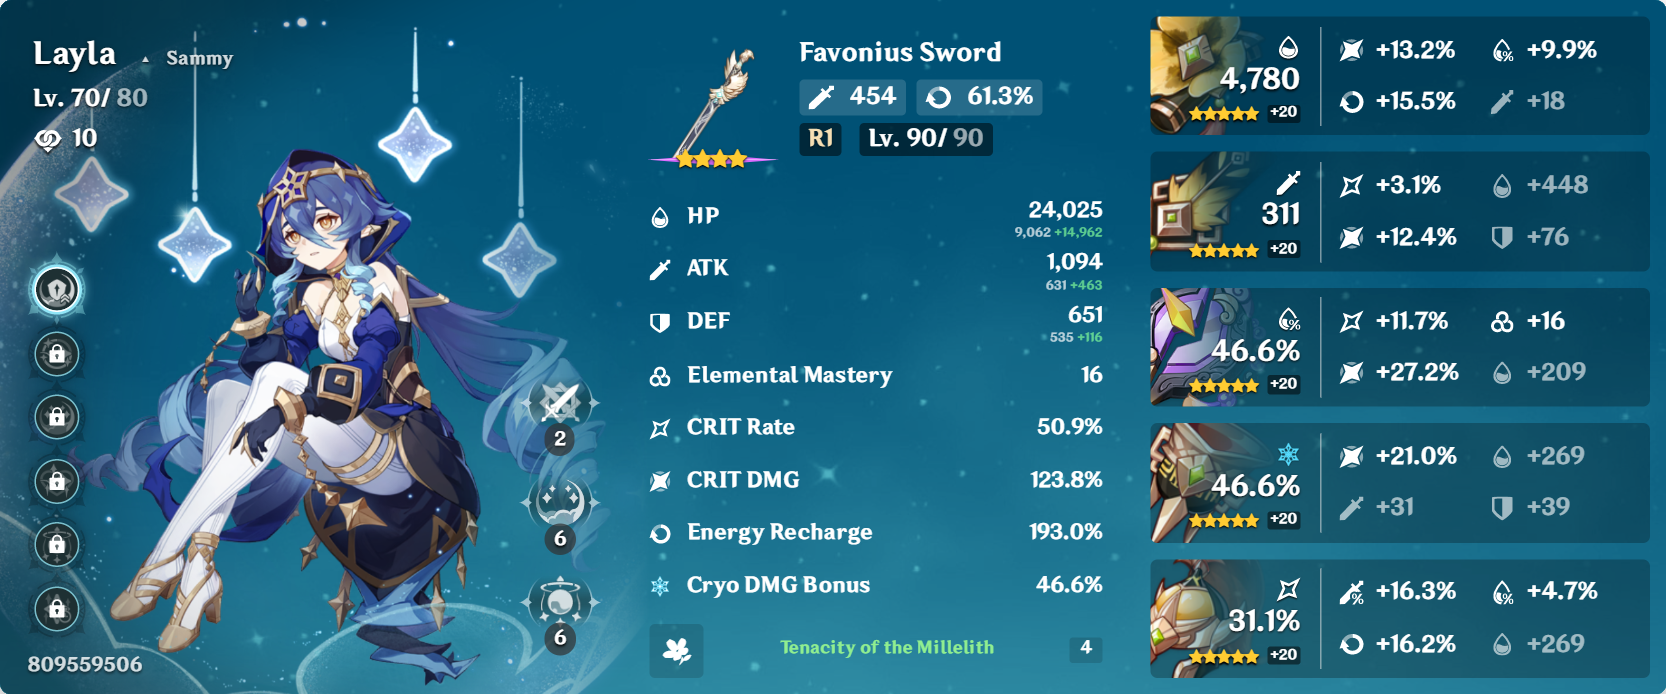 Layla ▲ Sammy
Lv. 70/ 80
10
2
6
6
809559506
Favonius Sword
454 61.3%
R1 Lv. 90/ 90
HP 24,025
9,062 +14,962
ATK 1,094
631 +463
DEF 651
535 +116
Elemental Mastery 16
CRIT Rate 50.9%
CRIT DMG 123.8%
Energy Recharge 193.0%
Cryo DMG Bonus 46.6%
Tenacity of the Millelith 4
4,780
+20
+13.2% +9.9%
+15.5% +18
311
+20
+3.1% +448
+12.4% +76
46.6%
+20
+11.7% +16
+27.2% +209
46.6%
+20
+21.0% +269
+31 +39
31.1%
+20
+16.3% +4.7%
+16.2% +269